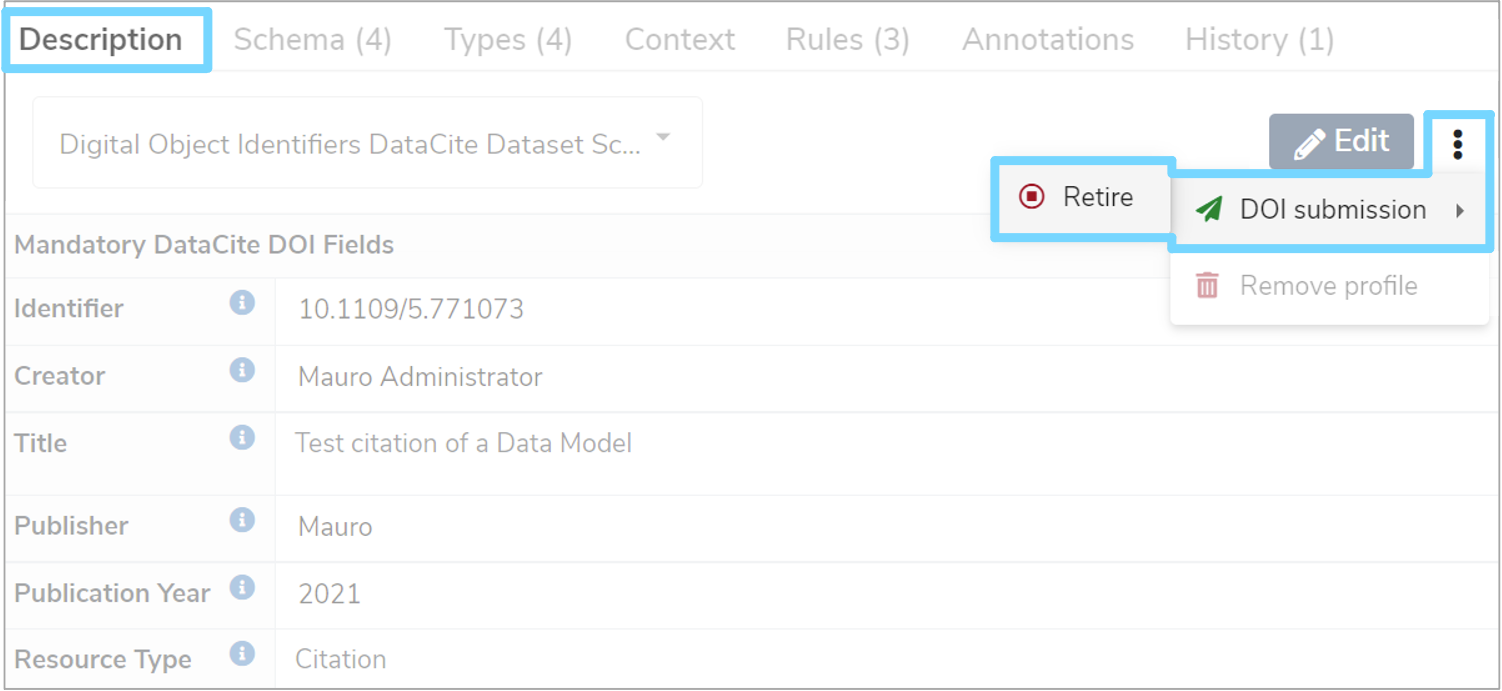 Description Schema (4) Types (4) Context Rules (3) Annotations History (1)
Digital Object Identifiers DataCite Dataset Sc...
Edit
Retire
DOI submission
Remove profile
Mandatory DataCite DOI Fields
Identifier 10.1109/5.771073
Creator Mauro Administrator
Title Test citation of a Data Model
Publisher Mauro
Publication Year 2021
Resource Type Citation